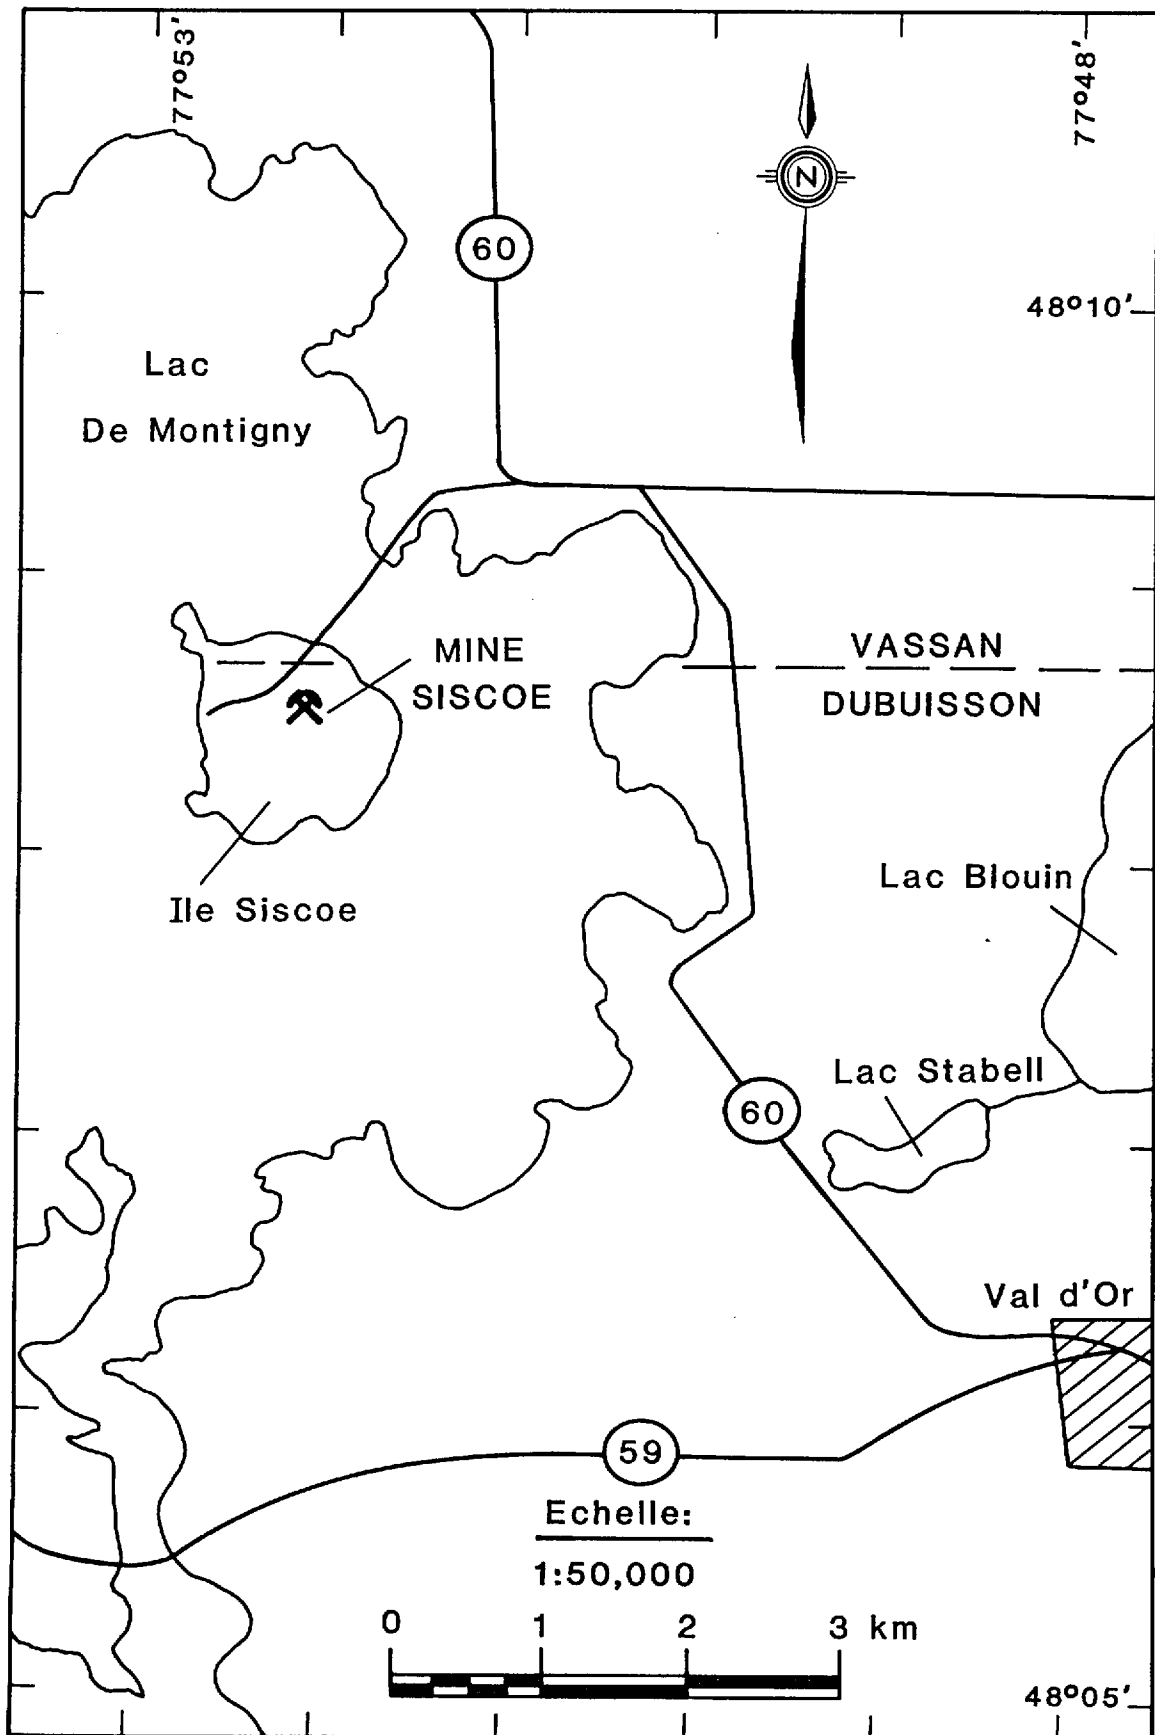 77°53'
77°48'
N
60
48°10'
Lac
De Montigny
MINE
SISCOE
VASSAN
DUBUISSON
Lac Blouin
Ile Siscoe
Lac Stabell
60
Val d'Or
59
Echelle:
1:50,000
0 1 2 3 km
48°05'